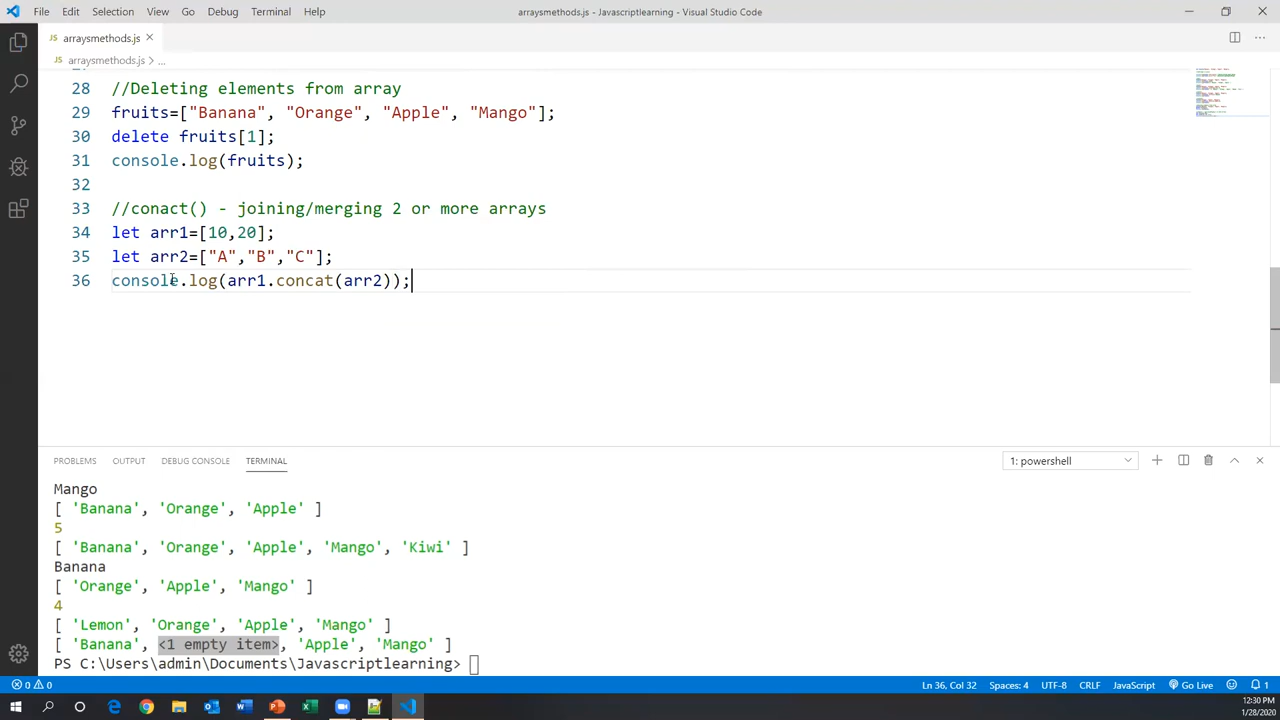 File Edit Selection View Go Debug Terminal Help arraysmethods.js - Javascriptlearning - Visual Studio Code
JS arraysmethods.js
JS arraysmethods.js > ...
28 //Deleting elements from array
29 fruits=["Banana", "Orange", "Apple", "Mango"];
30 delete fruits[1];
31 console.log(fruits);
32
33 //conact() - joining/merging 2 or more arrays
34 let arr1=[10,20];
35 let arr2=["A","B","C"];
36 console.log(arr1.concat(arr2));
PROBLEMS OUTPUT DEBUG CONSOLE TERMINAL 1: powershell
Mango
[ 'Banana', 'Orange', 'Apple' ]
5
[ 'Banana', 'Orange', 'Apple', 'Mango', 'Kiwi' ]
Banana
[ 'Orange', 'Apple', 'Mango' ]
4
[ 'Lemon', 'Orange', 'Apple', 'Mango' ]
[ 'Banana', <1 empty item>, 'Apple', 'Mango' ]
PS C:\Users\admin\Documents\Javascriptlearning>
0 0 Ln 36, Col 32 Spaces: 4 UTF-8 CRLF JavaScript Go Live 1
12:30 PM
1/28/2020